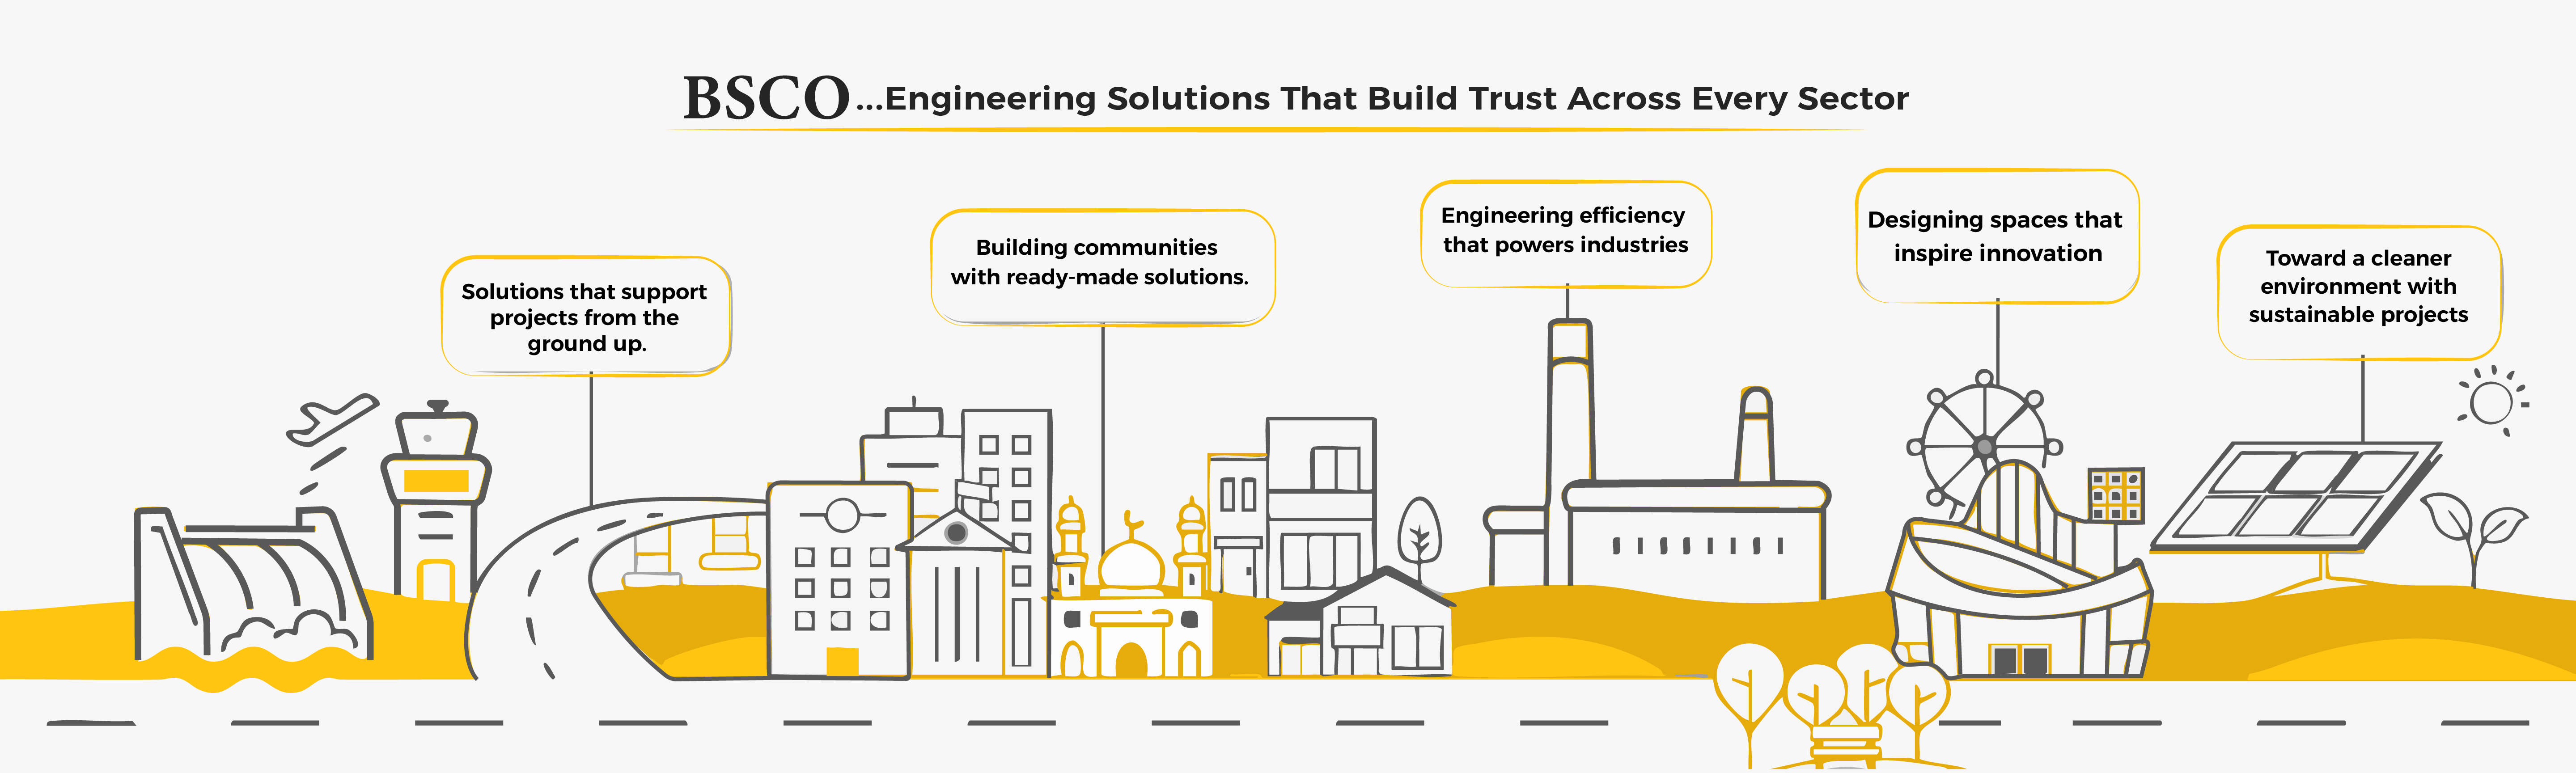 BSCO...Engineering Solutions That Build Trust Across Every Sector
Solutions that support
projects from the
ground up.
Building communities
with ready-made solutions.
Engineering efficiency
that powers industries
Designing spaces that
inspire innovation
Toward a cleaner
environment with
sustainable projects